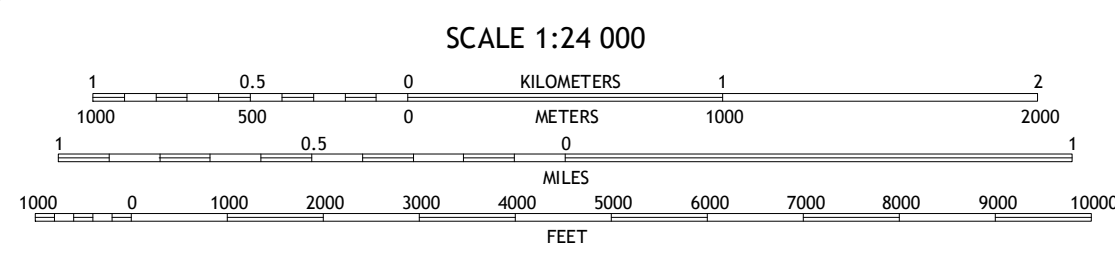 SCALE 1:24 000
1 0.5 0 KILOMETERS 1 2
1000 500 0 METERS 1000 2000
1 0.5 0 1
MILES
1000 0 1000 2000 3000 4000 5000 6000 7000 8000 9000 10000
FEET